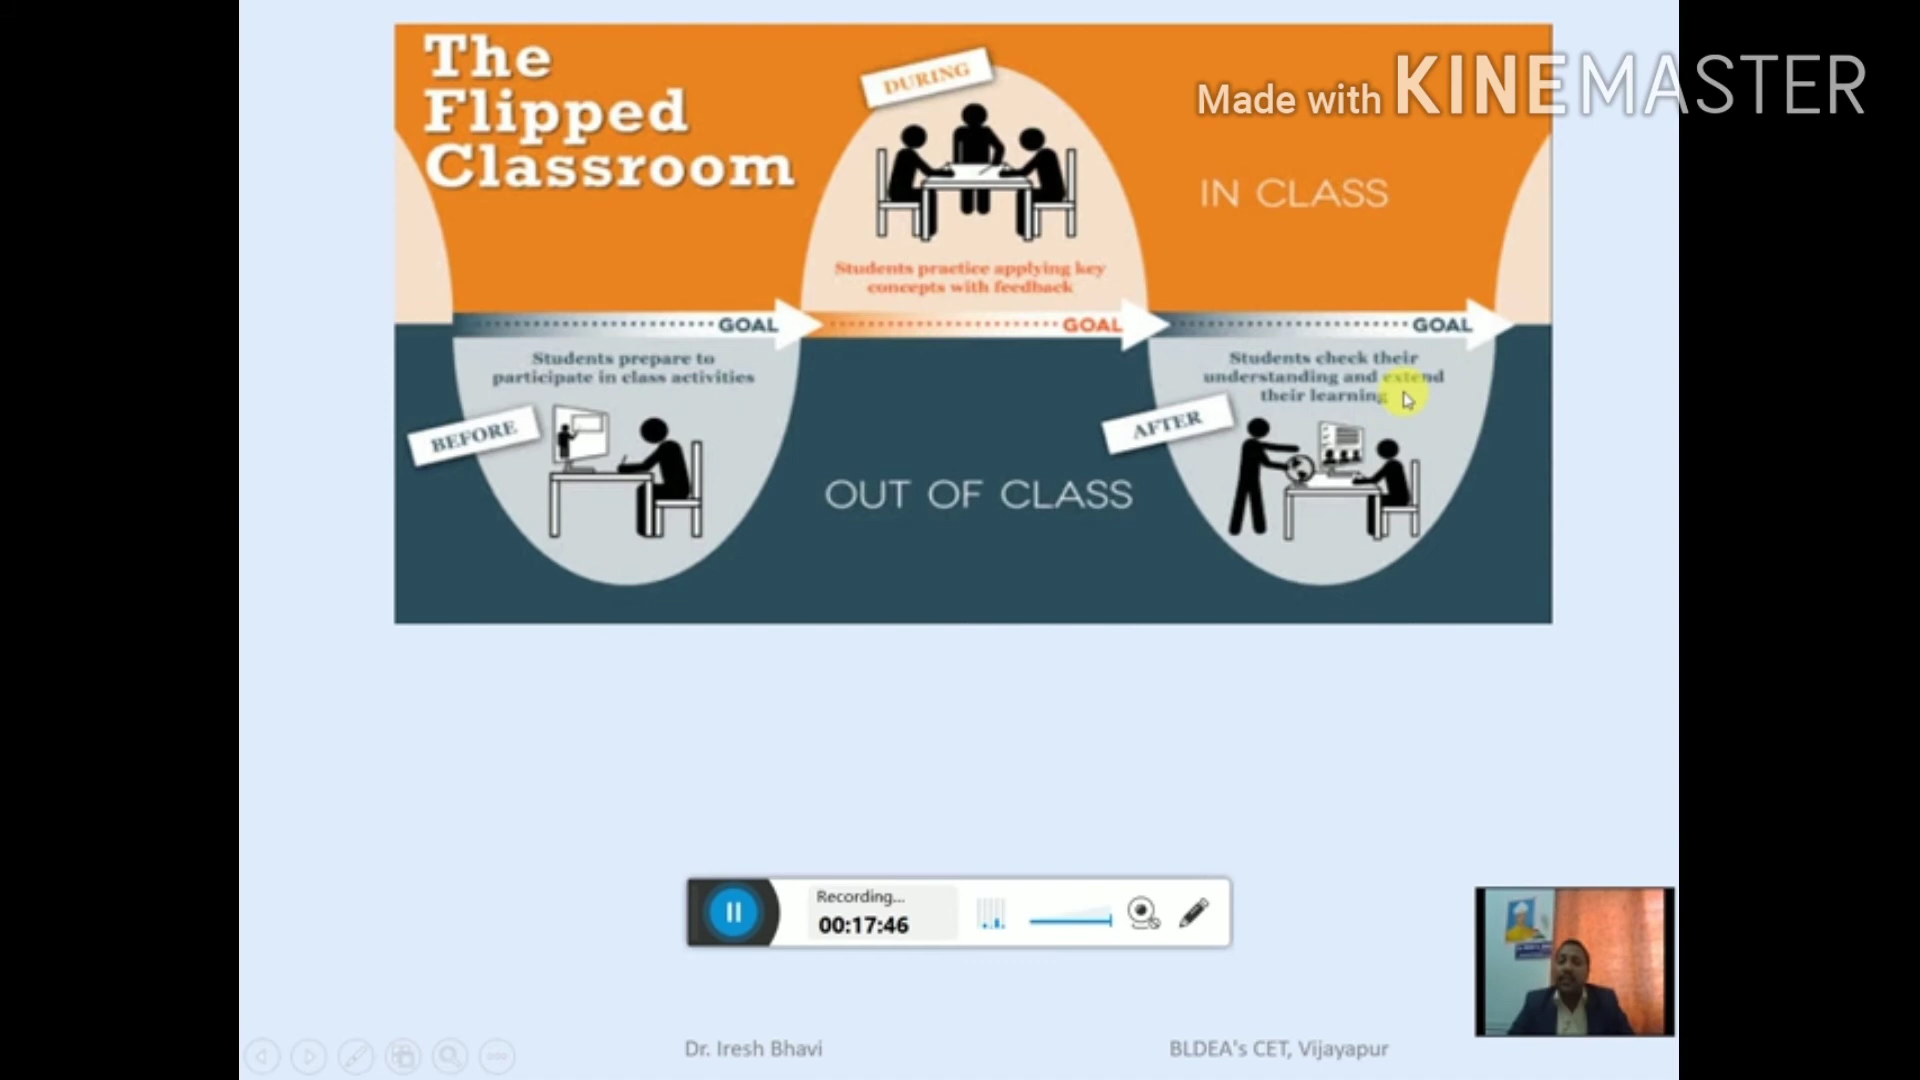 The
Flipped
Classroom
DURING
Made with KINEMASTER
IN CLASS
Students practice applying key
concepts with feedback
GOAL
GOAL
GOAL
Students prepare to
participate in class activities
BEFORE
Students check their
understanding and extend
their learning
AFTER
OUT OF CLASS
Recording...
00:17:46
Dr. Iresh Bhavi
BLDEA's CET, Vijayapur